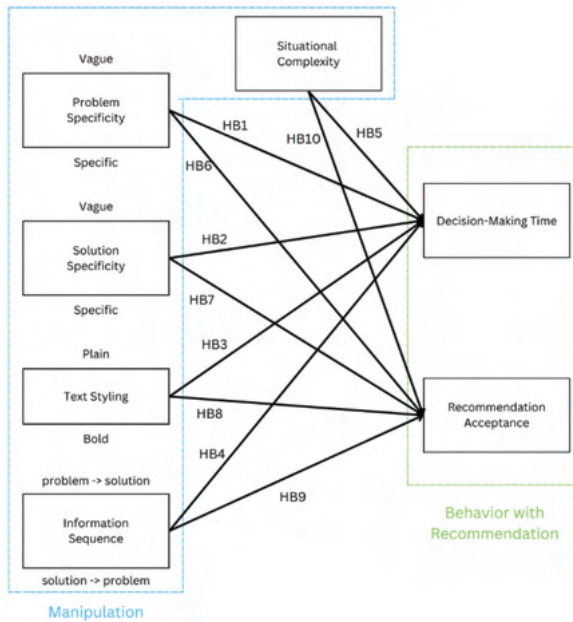 Situational
Complexity
Vague
Problem
Specificity
Specific
HB1
HB10
HB5
HB6
Vague
Solution
Specificity
Specific
HB2
HB7
Decision-Making Time
Plain
Text Styling
Bold
HB3
HB8
Recommendation
Acceptance
problem -> solution
Information
Sequence
solution -> problem
HB4
HB9
Behavior with
Recommendation
Manipulation